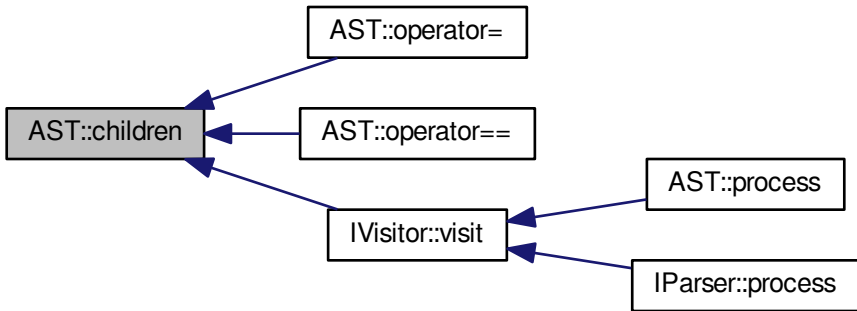 AST::operator=
AST::children
AST::operator==
AST::process
IVisitor::visit
IParser::process